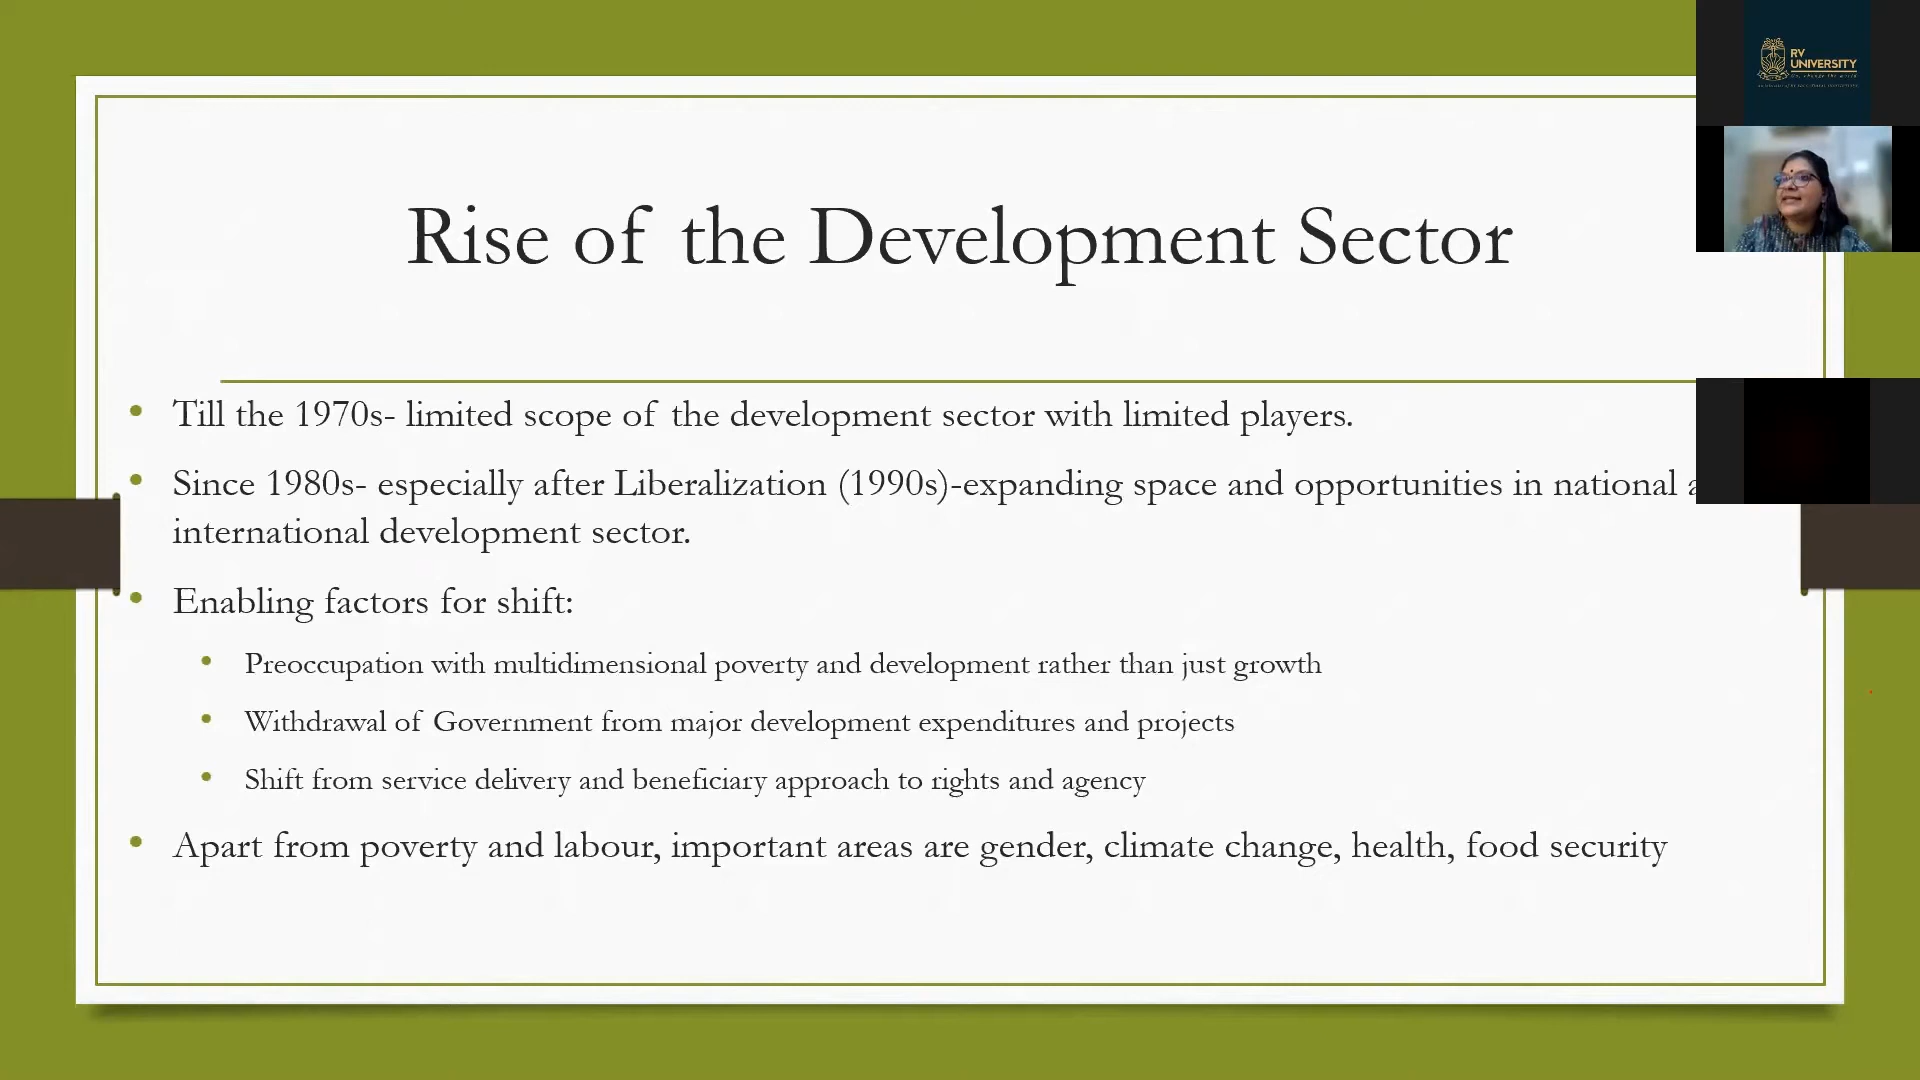 RV
UNIVERSITY
Rise of the Development Sector
• Till the 1970s- limited scope of the development sector with limited players.
• Since 1980s- especially after Liberalization (1990s)-expanding space and opportunities in national
international development sector.
• Enabling factors for shift:
• Preoccupation with multidimensional poverty and development rather than just growth
• Withdrawal of Government from major development expenditures and projects
• Shift from service delivery and beneficiary approach to rights and agency
• Apart from poverty and labour, important areas are gender, climate change, health, food security